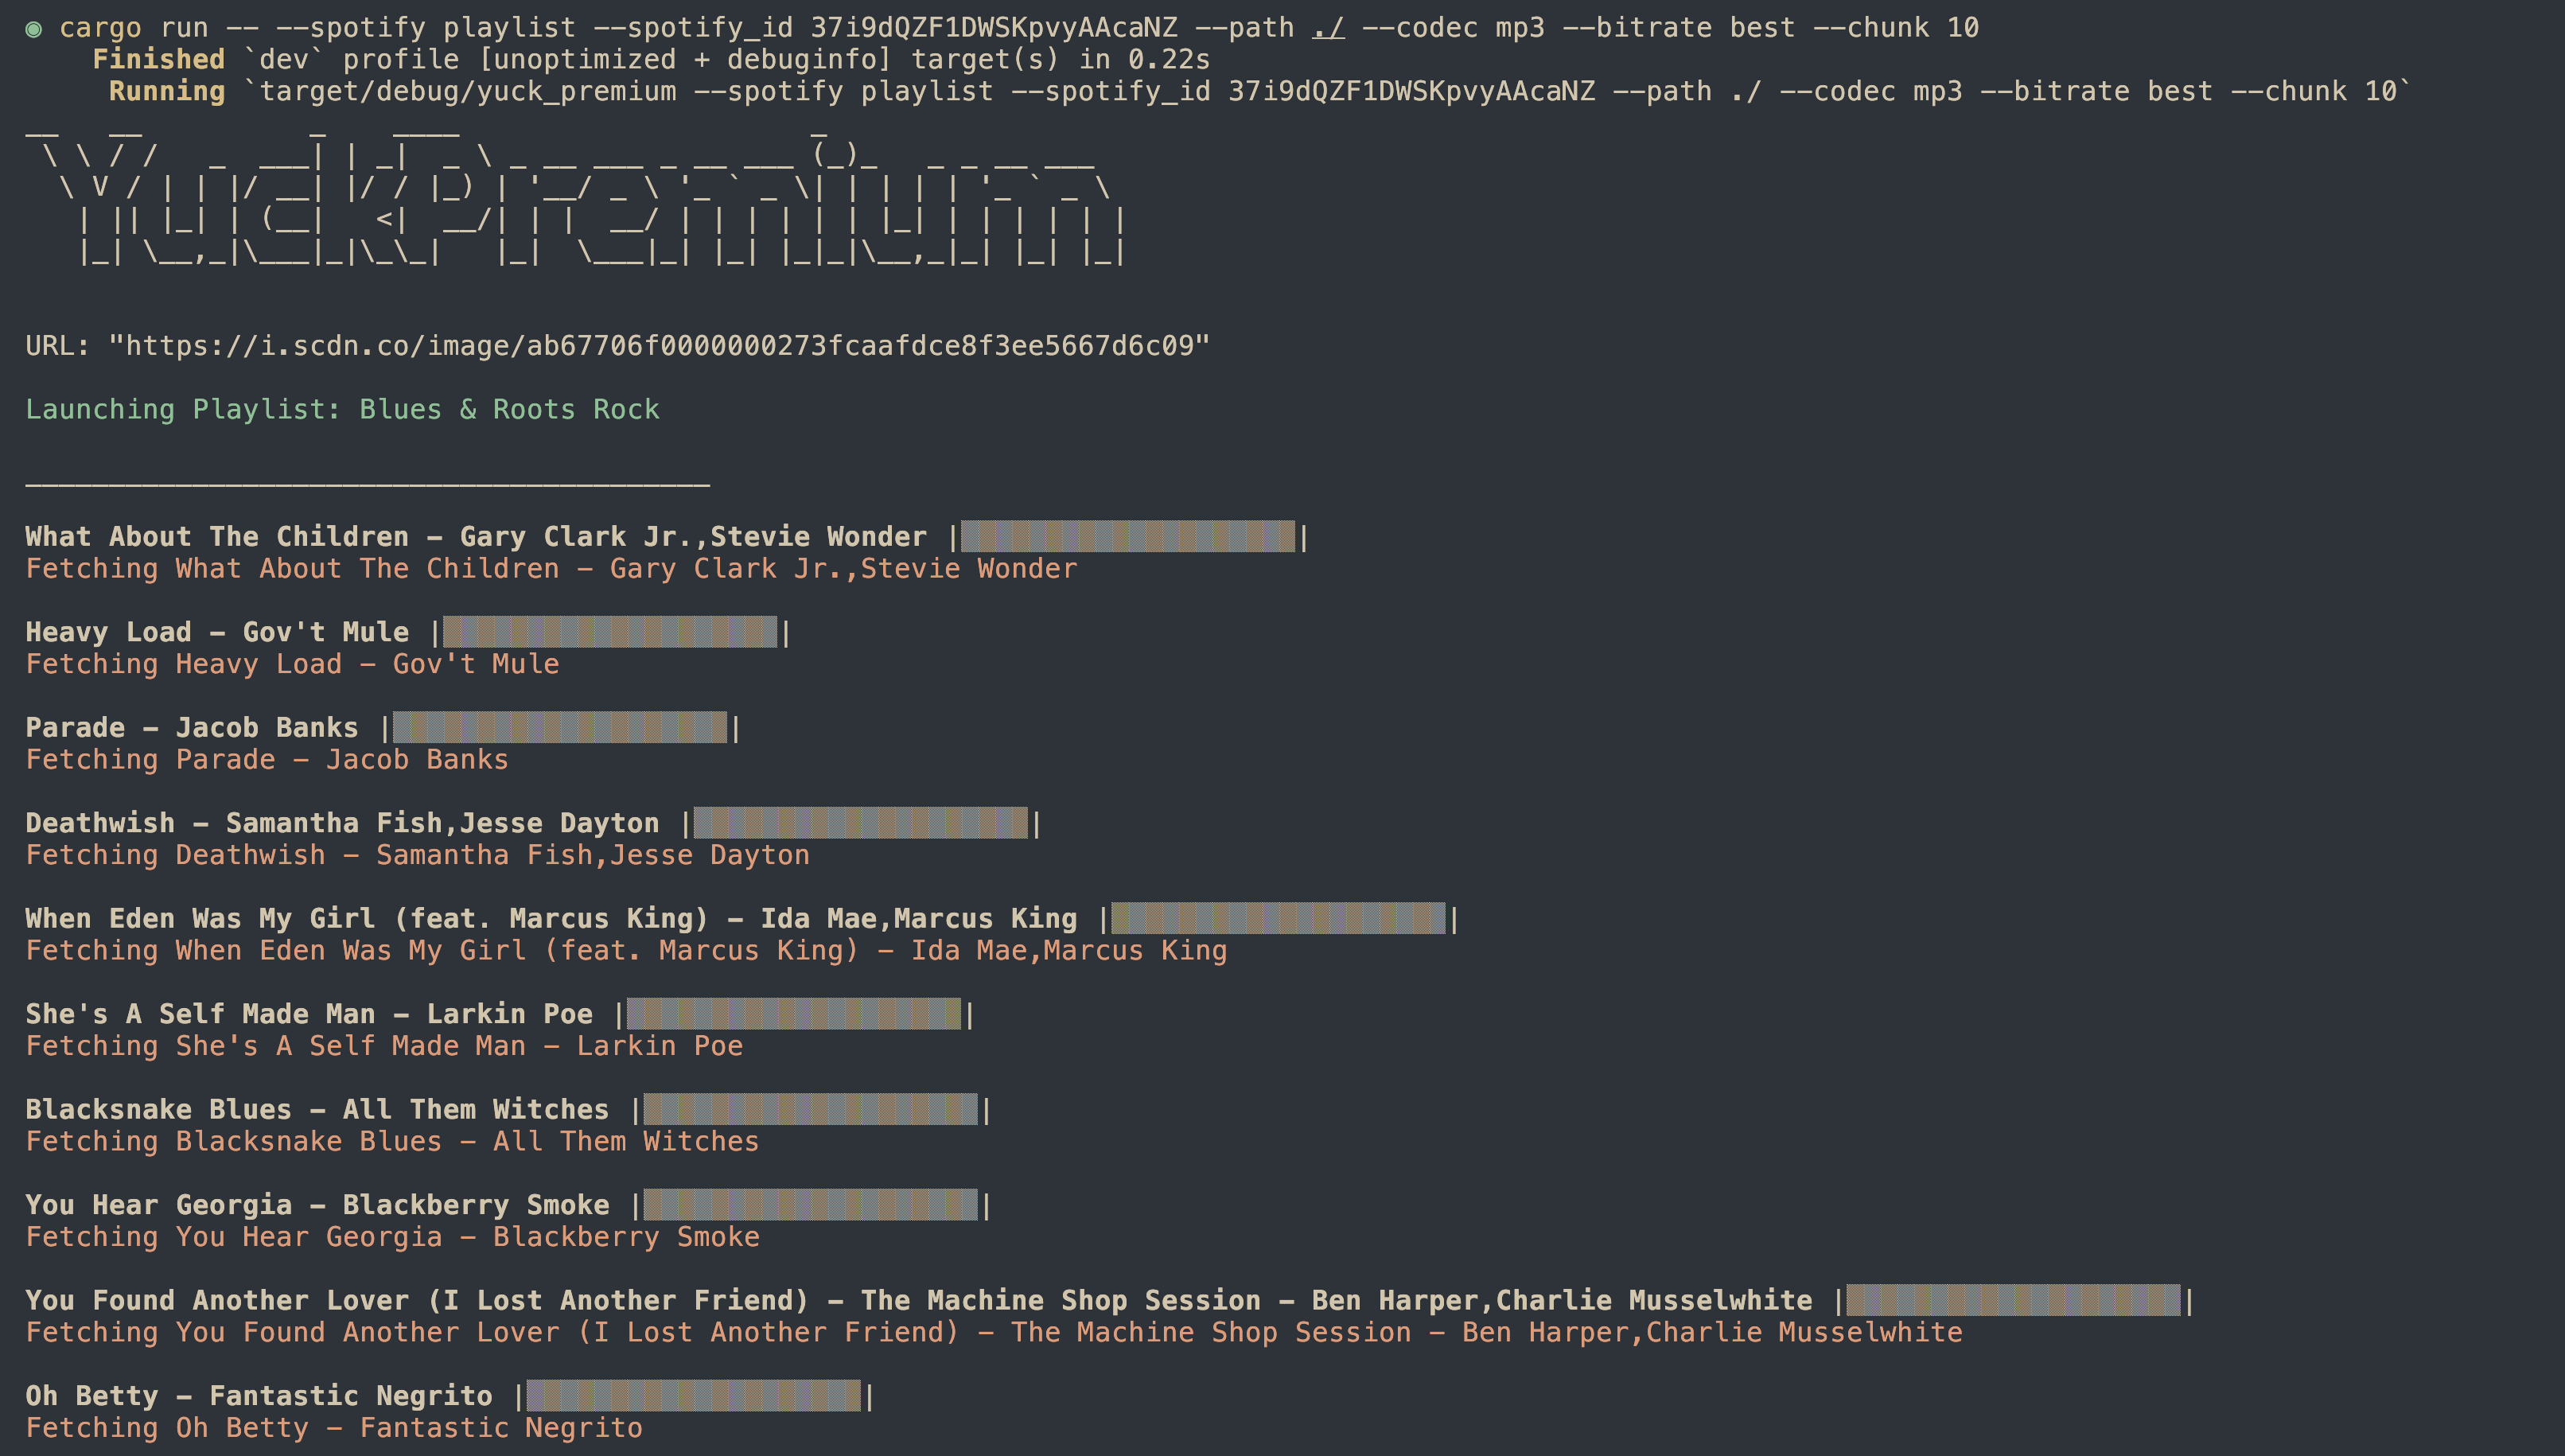 ◉ cargo run -- --spotify playlist --spotify_id 37i9dQZF1DWSKpvyAAcaNZ --path ./ --codec mp3 --bitrate best --chunk 10
    Finished `dev` profile [unoptimized + debuginfo] target(s) in 0.22s
     Running `target/debug/yuck_premium --spotify playlist --spotify_id 37i9dQZF1DWSKpvyAAcaNZ --path ./ --codec mp3 --bitrate best --chunk 10`
YuckPremium
URL: "https://i.scdn.co/image/ab67706f0000000273fcaafdce8f3ee5667d6c09"
Launching Playlist: Blues & Roots Rock
_________________________________________
What About The Children - Gary Clark Jr.,Stevie Wonder |▒▒▒▒▒▒▒▒▒▒▒▒▒▒▒▒▒▒▒▒|
Fetching What About The Children - Gary Clark Jr.,Stevie Wonder
Heavy Load - Gov't Mule |▒▒▒▒▒▒▒▒▒▒▒▒▒▒▒▒▒▒▒▒|
Fetching Heavy Load - Gov't Mule
Parade - Jacob Banks |▒▒▒▒▒▒▒▒▒▒▒▒▒▒▒▒▒▒▒▒|
Fetching Parade - Jacob Banks
Deathwish - Samantha Fish,Jesse Dayton |▒▒▒▒▒▒▒▒▒▒▒▒▒▒▒▒▒▒▒▒|
Fetching Deathwish - Samantha Fish,Jesse Dayton
When Eden Was My Girl (feat. Marcus King) - Ida Mae,Marcus King |▒▒▒▒▒▒▒▒▒▒▒▒▒▒▒▒▒▒▒▒|
Fetching When Eden Was My Girl (feat. Marcus King) - Ida Mae,Marcus King
She's A Self Made Man - Larkin Poe |▒▒▒▒▒▒▒▒▒▒▒▒▒▒▒▒▒▒▒▒|
Fetching She's A Self Made Man - Larkin Poe
Blacksnake Blues - All Them Witches |▒▒▒▒▒▒▒▒▒▒▒▒▒▒▒▒▒▒▒▒|
Fetching Blacksnake Blues - All Them Witches
You Hear Georgia - Blackberry Smoke |▒▒▒▒▒▒▒▒▒▒▒▒▒▒▒▒▒▒▒▒|
Fetching You Hear Georgia - Blackberry Smoke
You Found Another Lover (I Lost Another Friend) - The Machine Shop Session - Ben Harper,Charlie Musselwhite |▒▒▒▒▒▒▒▒▒▒▒▒▒▒▒▒▒▒▒▒|
Fetching You Found Another Lover (I Lost Another Friend) - The Machine Shop Session - Ben Harper,Charlie Musselwhite
Oh Betty - Fantastic Negrito |▒▒▒▒▒▒▒▒▒▒▒▒▒▒▒▒▒▒▒▒|
Fetching Oh Betty - Fantastic Negrito